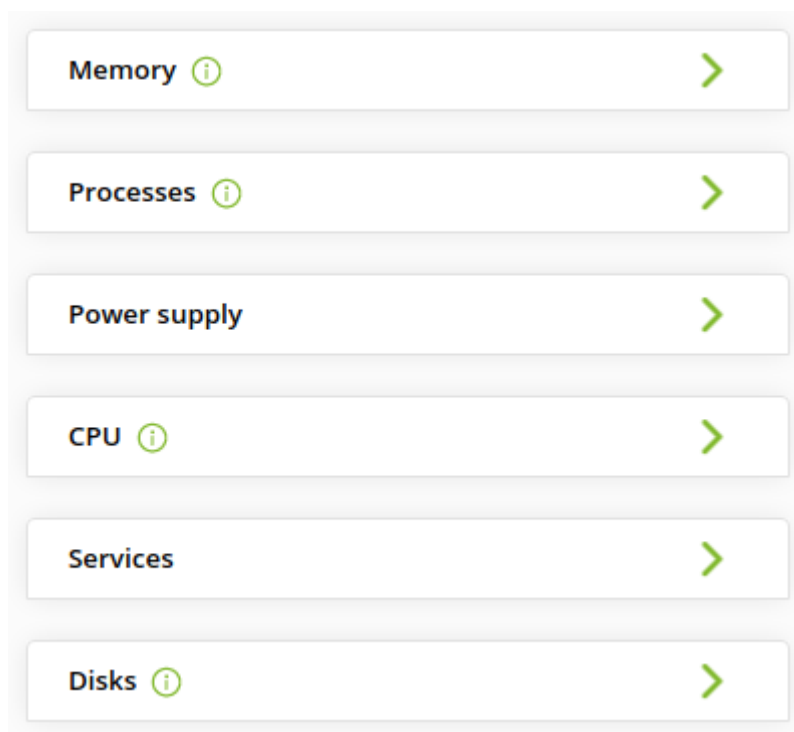 Memory
Processes
Power supply
CPU
Services
Disks